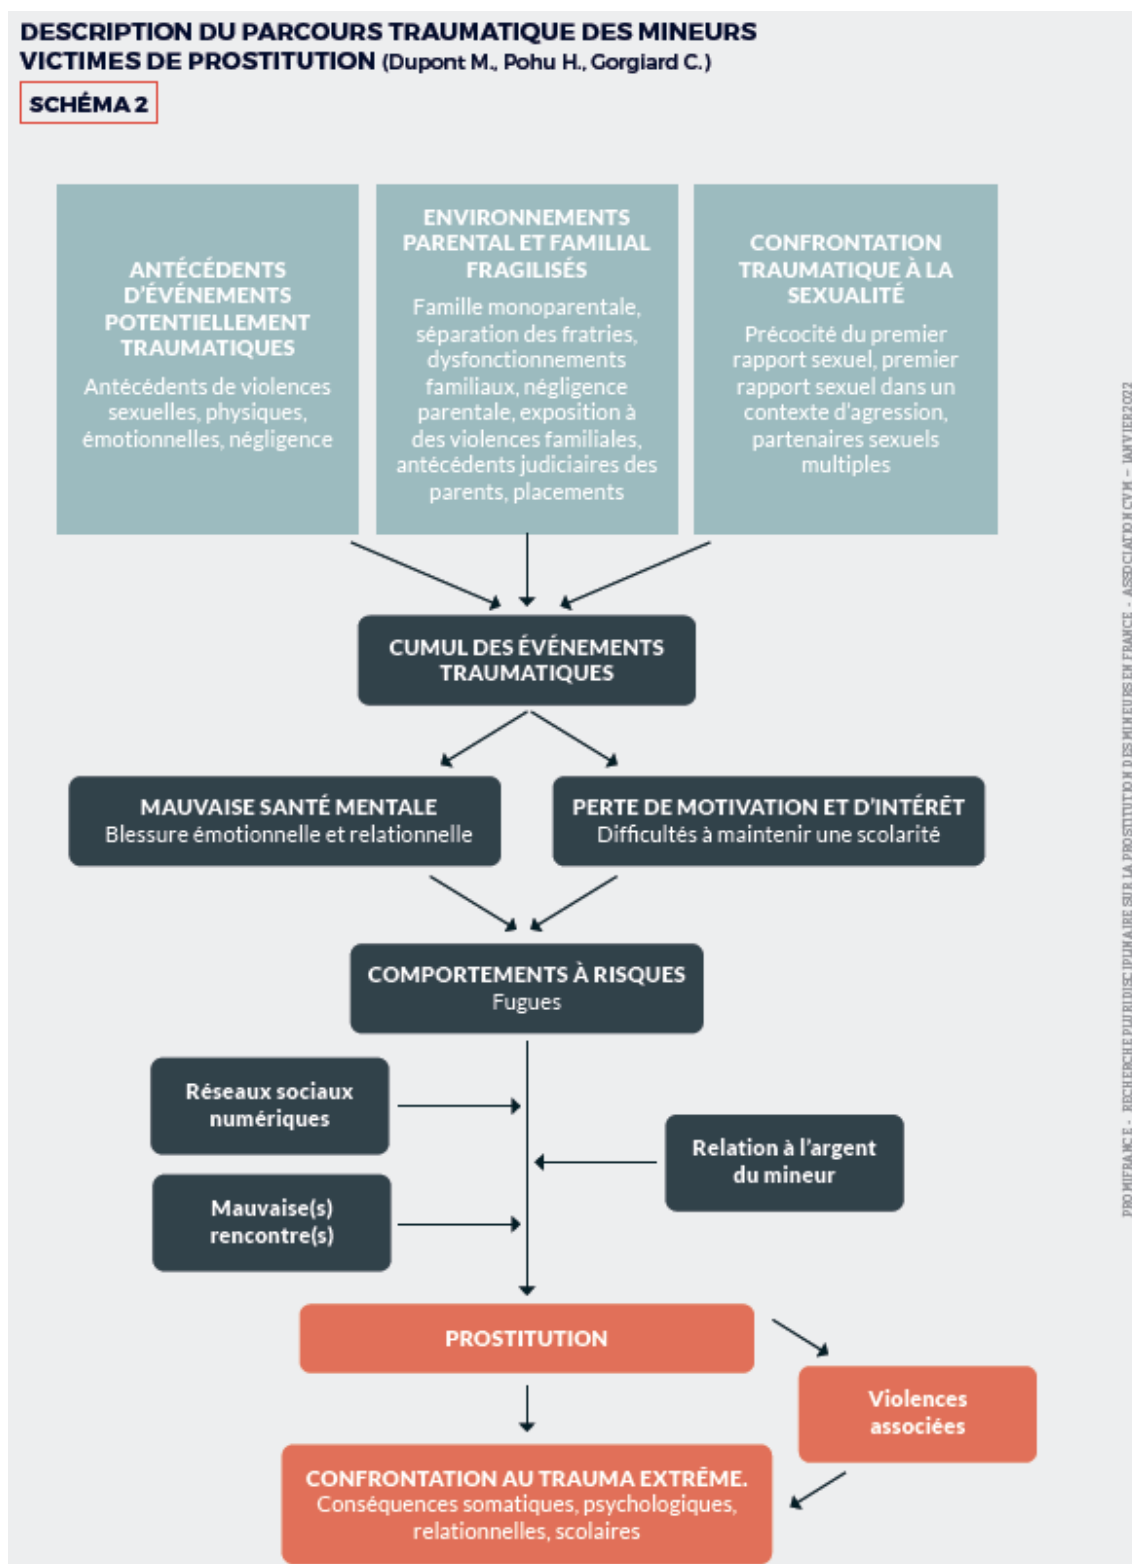 DESCRIPTION DU PARCOURS TRAUMATIQUE DES MINEURS
VICTIMES DE PROSTITUTION (Dupont M., Pohu H., Gorgiard C.)
SCHÉMA 2
ANTÉCÉDENTS
D'ÉVÉNEMENTS
POTENTIELLEMENT
TRAUMATIQUES
Antécédents de violences
sexuelles, physiques,
émotionnelles, négligence
ENVIRONNEMENTS
PARENTAL ET FAMILIAL
FRAGILISÉS
Famille monoparentale,
séparation des fratries,
dysfonctionnements
familiaux, négligence
parentale, exposition à
des violences familiales,
antécédents judiciaires des
parents, placements
CONFRONTATION
TRAUMATIQUE À LA
SEXUALITÉ
Précocité du premier
rapport sexuel, premier
rapport sexuel dans un
contexte d'agression,
partenaires sexuels
multiples
CUMUL DES ÉVÉNEMENTS
TRAUMATIQUES
MAUVAISE SANTÉ MENTALE
Blessure émotionnelle et relationnelle
PERTE DE MOTIVATION ET D'INTÉRÊT
Difficultés à maintenir une scolarité
COMPORTEMENTS À RISQUES
Fugues
Réseaux sociaux
numériques
Relation à l'argent
du mineur
Mauvaise(s)
rencontre(s)
PROSTITUTION
Violences
associées
CONFRONTATION AU TRAUMA EXTRÊME.
Conséquences somatiques, psychologiques,
relationnelles, scolaires
PROMIFRANCE - RECHERCHE PLURIDISCIPLINAIRE SUR LA PROSTITUTION DES MINEURS EN FRANCE - ASSOCIATION CVM - JANVIER 2022